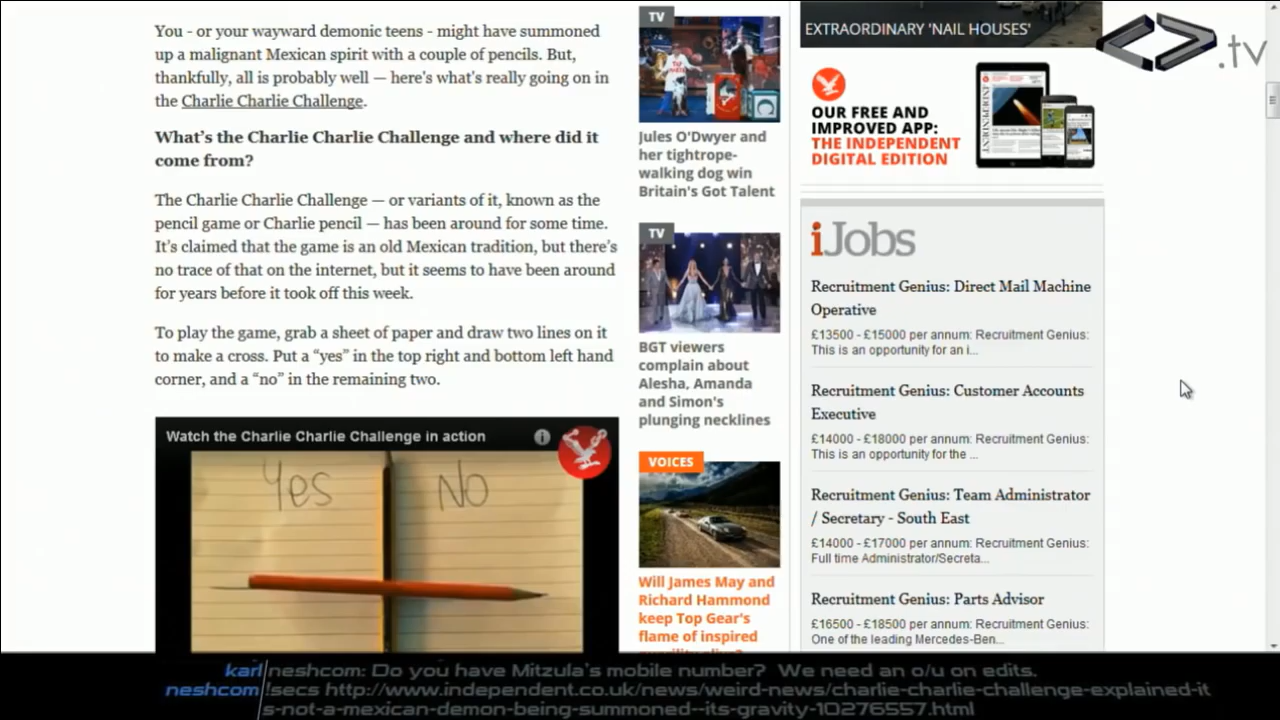 You - or your wayward demonic teens - might have summoned
up a malignant Mexican spirit with a couple of pencils. But,
thankfully, all is probably well — here's what's really going on in
the Charlie Charlie Challenge.
What's the Charlie Charlie Challenge and where did it
come from?
The Charlie Charlie Challenge — or variants of it, known as the
pencil game or Charlie pencil — has been around for some time.
It's claimed that the game is an old Mexican tradition, but there's
no trace of that on the internet, but it seems to have been around
for years before it took off this week.
To play the game, grab a sheet of paper and draw two lines on it
to make a cross. Put a “yes” in the top right and bottom left hand
corner, and a “no” in the remaining two.
Watch the Charlie Charlie Challenge in action
Yes
No
TV
Jules O'Dwyer and
her tightrope-
walking dog win
Britain's Got Talent
TV
BGT viewers
complain about
Alesha, Amanda
and Simon's
plunging necklines
VOICES
Will James May and
Richard Hammond
keep Top Gear's
flame of inspired
EXTRAORDINARY 'NAIL HOUSES'
.tv
OUR FREE AND
IMPROVED APP:
THE INDEPENDENT
DIGITAL EDITION
iJobs
Recruitment Genius: Direct Mail Machine
Operative
£13500 - £15000 per annum: Recruitment Genius:
This is an opportunity for an i...
Recruitment Genius: Customer Accounts
Executive
£14000 - £18000 per annum: Recruitment Genius:
This is an opportunity for the ...
Recruitment Genius: Team Administrator
/ Secretary - South East
£14000 - £17000 per annum: Recruitment Genius:
Full time Administrator/Secreta...
Recruitment Genius: Parts Advisor
£16500 - £18500 per annum: Recruitment Genius:
One of the leading Mercedes-Ben...
karl neshcom: Do you have Mitzula's mobile number? We need an o/u on edits.
neshcom !secs http://www.independent.co.uk/news/weird-news/charlie-charlie-challenge-explained-it
s-not-a-mexican-demon-being-summoned--its-gravity-10276557.html